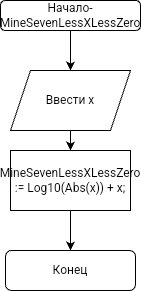 Начало-
MineSevenLessXLessZero
Ввести x
MineSevenLessXLessZero
:= Log10(Abs(x)) + x;
Конец